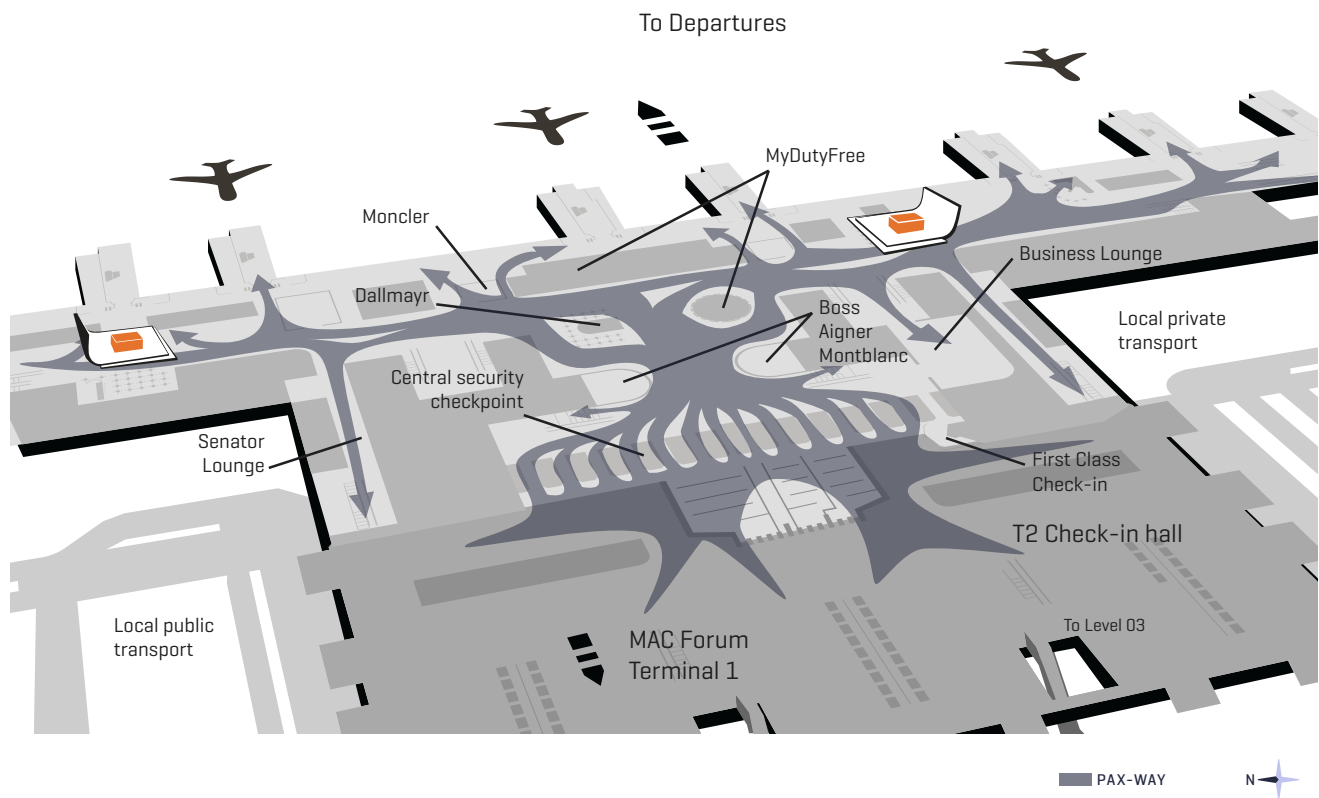 To Departures
MyDutyFree
Moncler
Business Lounge
Dallmayr
Boss
Aigner
Montblanc
Local private
transport
Central security
checkpoint
Senator
Lounge
First Class
Check-in
T2 Check-in hall
Local public
transport
MAC Forum
Terminal 1
To Level 03
PAX-WAY
N